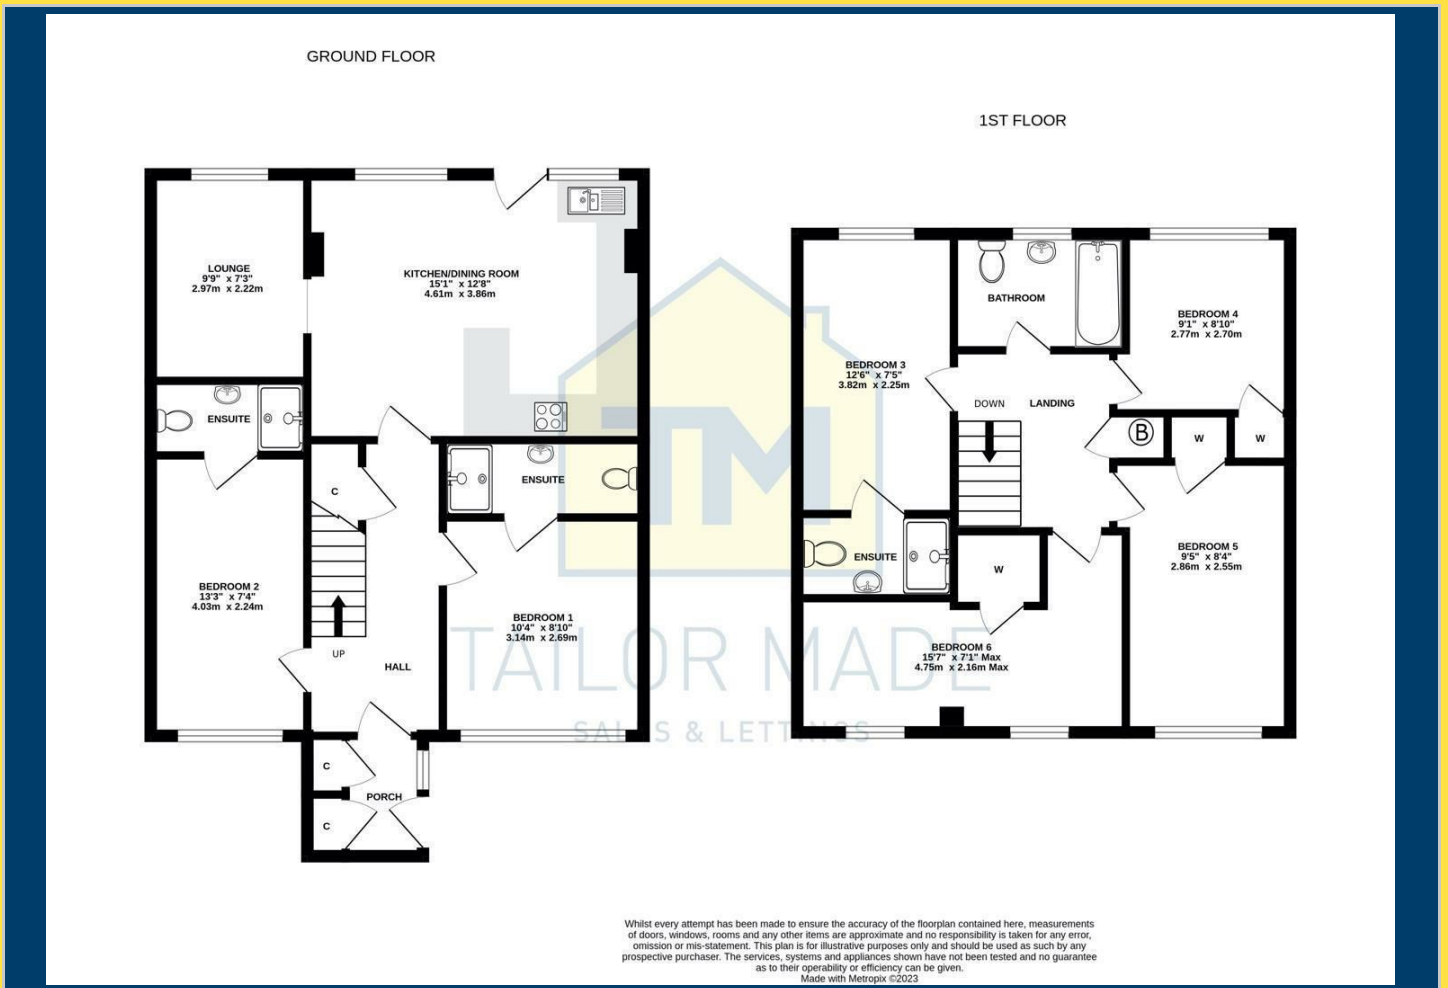 GROUND FLOOR
1ST FLOOR
LOUNGE
9'9" x 7'3"
2.97m x 2.22m
KITCHEN/DINING ROOM
15'1" x 12'8"
4.61m x 3.86m
ENSUITE
ENSUITE
C
BEDROOM 2
13'3" x 7'4"
4.03m x 2.24m
BEDROOM 1
10'4" x 8'10"
3.14m x 2.69m
UP
HALL
C
PORCH
C
BATHROOM
BEDROOM 4
9'1" x 8'10"
2.77m x 2.70m
BEDROOM 3
12'6" x 7'5"
3.82m x 2.25m
DOWN
LANDING
B
W
W
ENSUITE
W
BEDROOM 5
9'5" x 8'4"
2.86m x 2.55m
BEDROOM 6
15'7" x 7'1" Max
4.75m x 2.16m Max
TM
TAILOR MADE
SALES & LETTINGS
Whilst every attempt has been made to ensure the accuracy of the floorplan contained here, measurements
of doors, windows, rooms and any other items are approximate and no responsibility is taken for any error,
omission or mis-statement. This plan is for illustrative purposes only and should be used as such by any
prospective purchaser. The services, systems and appliances shown have not been tested and no guarantee
as to their operability or efficiency can be given.
Made with Metropix ©2023